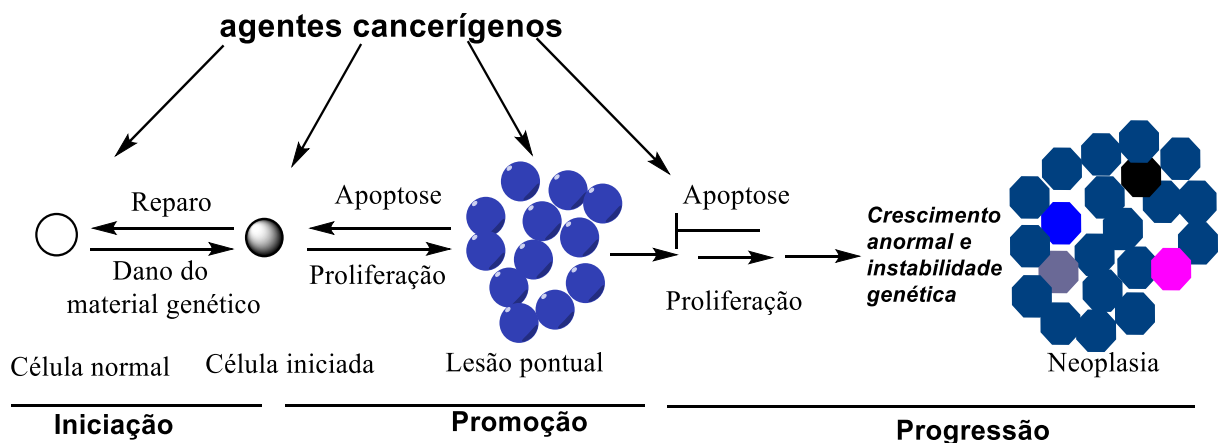 agentes cancerígenos
Reparo
Dano do
material genético
Apoptose
Proliferação
Apoptose
Proliferação
Crescimento
anormal e
instabilidade
genética
Célula normal
Célula iniciada
Lesão pontual
Neoplasia
Iniciação
Promoção
Progressão